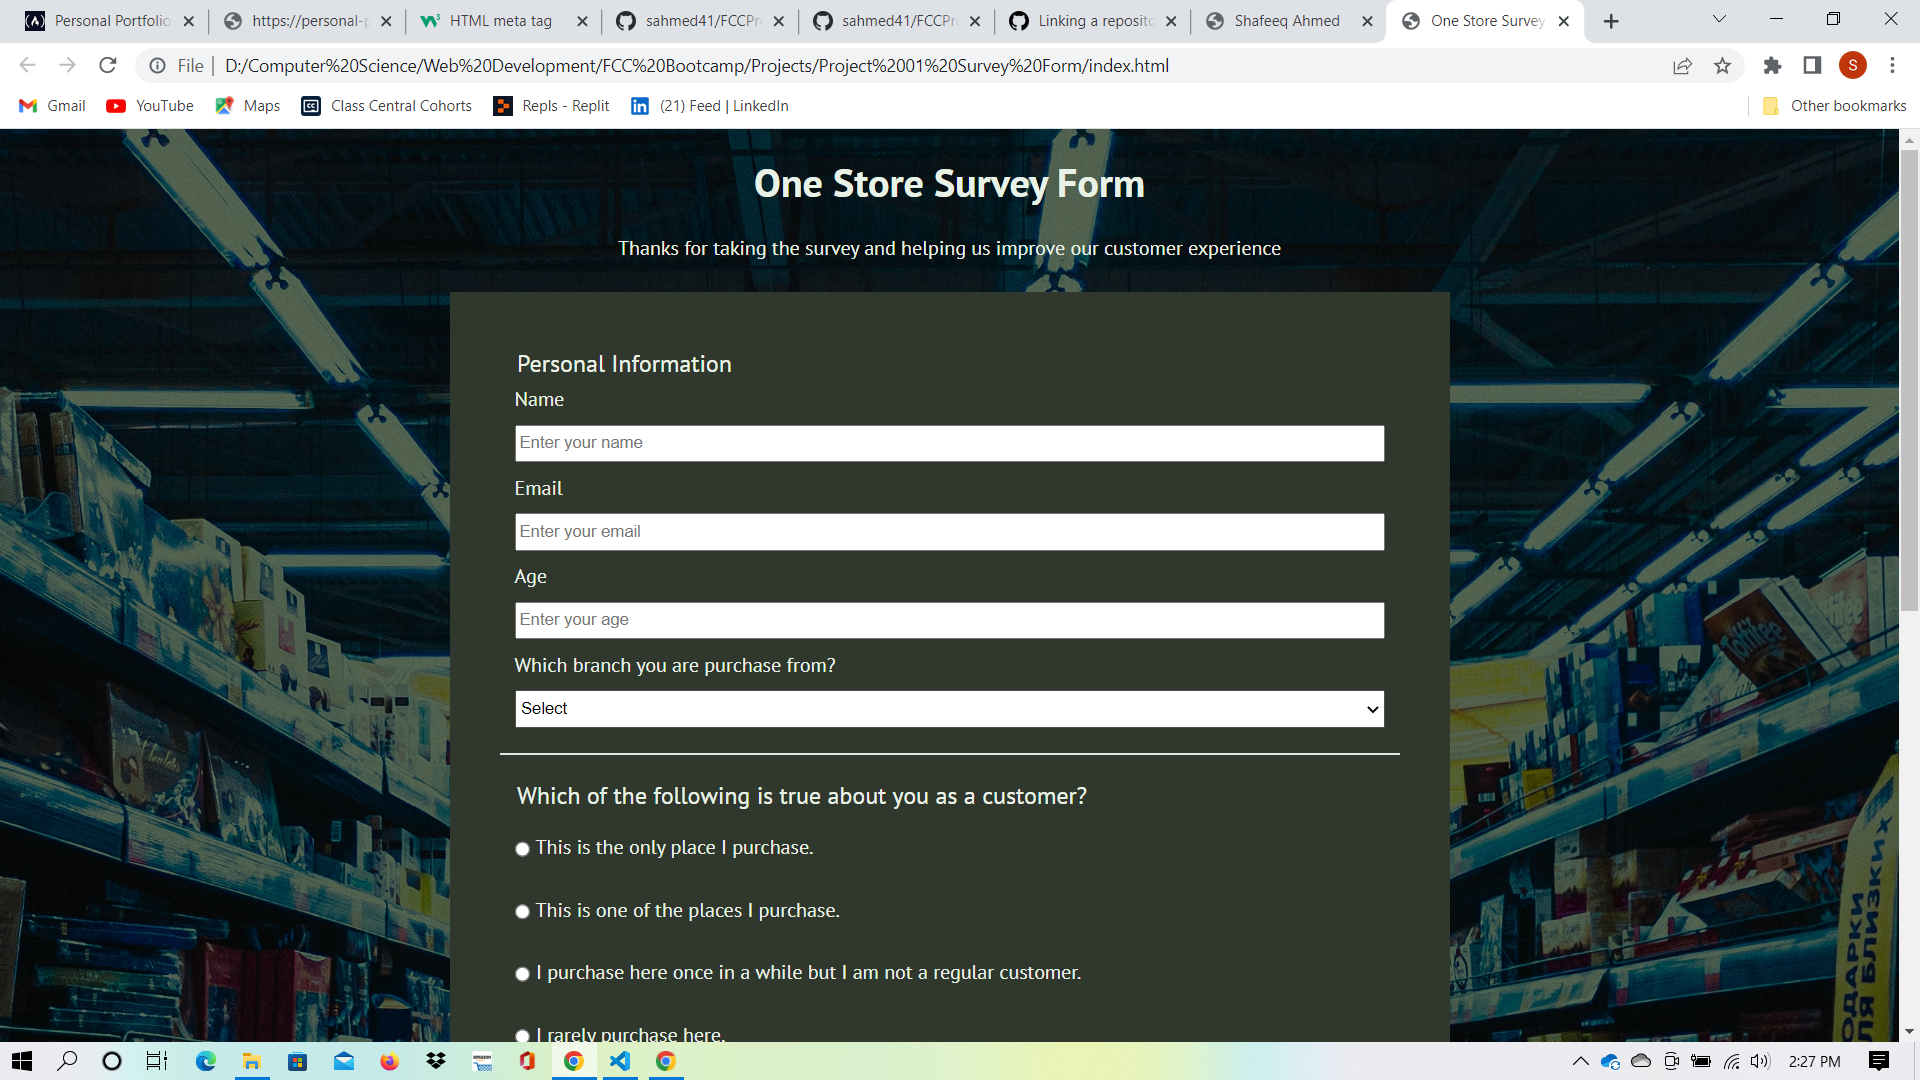 Personal Portfolio
https://personal-p
HTML meta tag
sahmed41/FCCPr
sahmed41/FCCPr
Linking a reposito
Shafeeq Ahmed
One Store Survey
File
D:/Computer%20Science/Web%20Development/FCC%20Bootcamp/Projects/Project%2001%20Survey%20Form/index.html
S
Gmail
YouTube
Maps
Class Central Cohorts
Repls - Replit
(21) Feed | LinkedIn
Other bookmarks
One Store Survey Form
Thanks for taking the survey and helping us improve our customer experience
Personal Information
Name
Enter your name
Email
Enter your email
Age
Enter your age
Which branch you are purchase from?
Select
Which of the following is true about you as a customer?
This is the only place I purchase.
This is one of the places I purchase.
I purchase here once in a while but I am not a regular customer.
I rarely purchase here.
Toffifee
Chocolates
ПОДАРКИ
ДЛЯ БЛИЗКИХ
2:27 PM